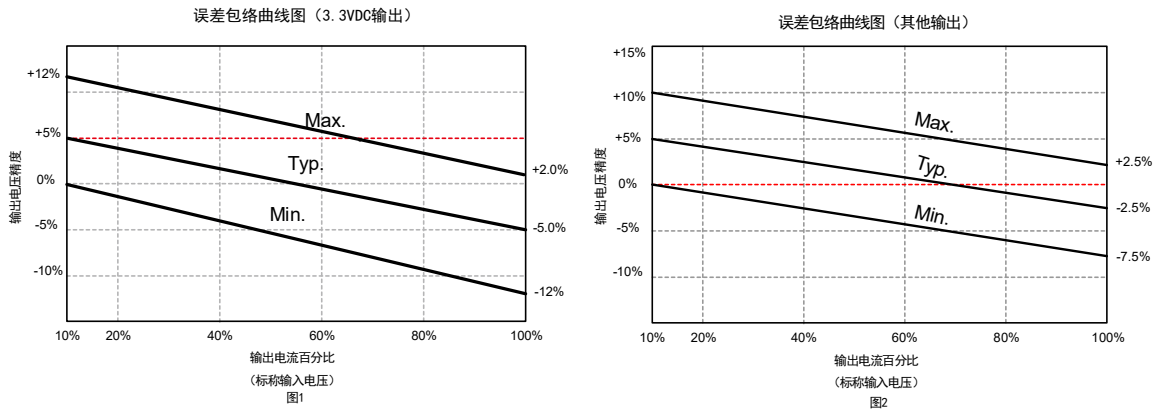 误差包络曲线图（3.3VDC输出）
+12%
+5%
0%
-5%
-10%
输出电压精度
Max.
Typ.
Min.
+2.0%
-5.0%
-12%
10% 20% 40% 60% 80% 100%
输出电流百分比
（标称输入电压）
图1
误差包络曲线图（其他输出）
+15%
+10%
+5%
0%
-5%
-10%
输出电压精度
Max.
Typ.
Min.
+2.5%
-2.5%
-7.5%
10% 20% 40% 60% 80% 100%
输出电流百分比
（标称输入电压）
图2